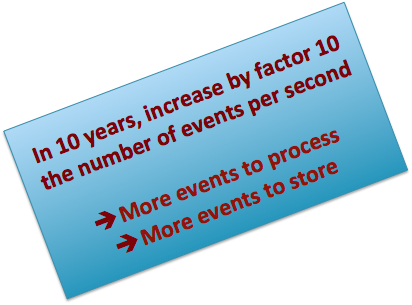 In 10 years, increase by factor 10
the number of events per second
➔ More events to process
➔ More events to store